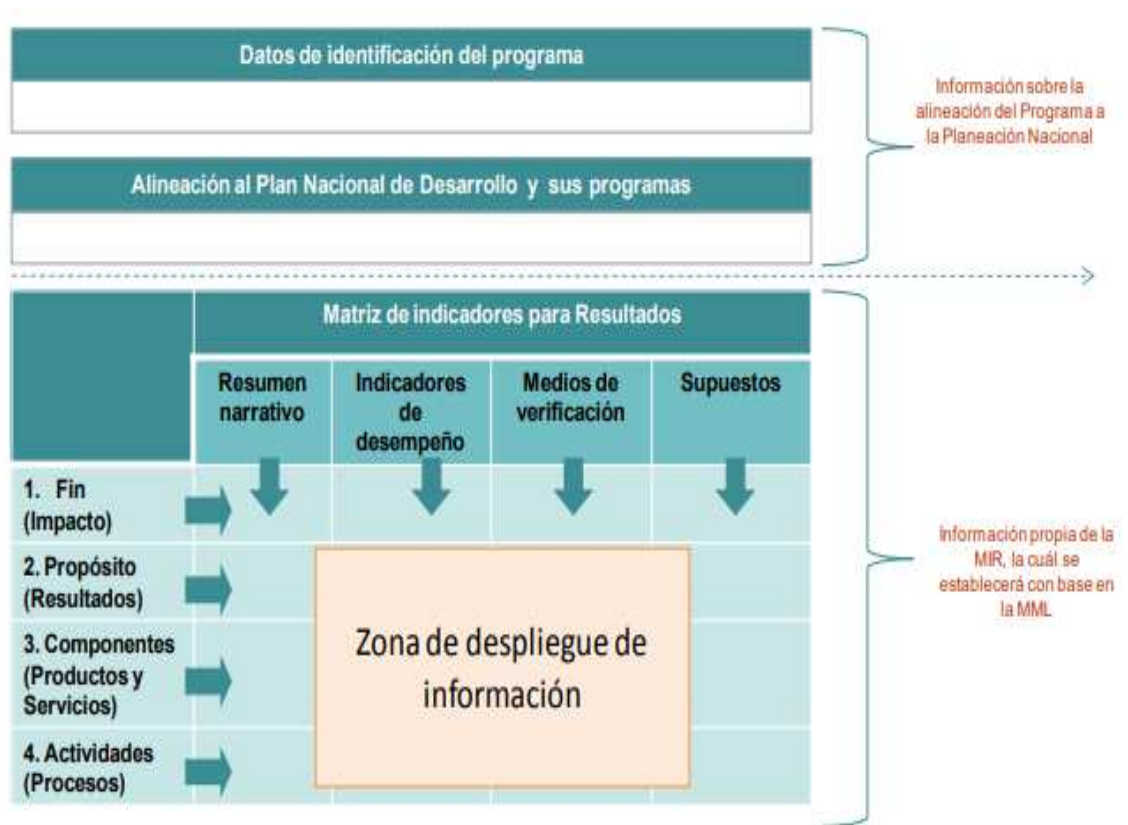 Datos de identificación del programa
Información sobre la
alineación del Programa a
la Planeación Nacional
Alineación al Plan Nacional de Desarrollo y sus programas
Matriz de indicadores para Resultados
Resumen
narrativo
Indicadores
de
desempeño
Medios de
verificación
Supuestos
1. Fin
(Impacto)
2. Propósito
(Resultados)
3. Componentes
(Productos y
Servicios)
4. Actividades
(Procesos)
Zona de despliegue de
información
Información propia de la
MIR, la cuál se
establecerá con base en
la MML